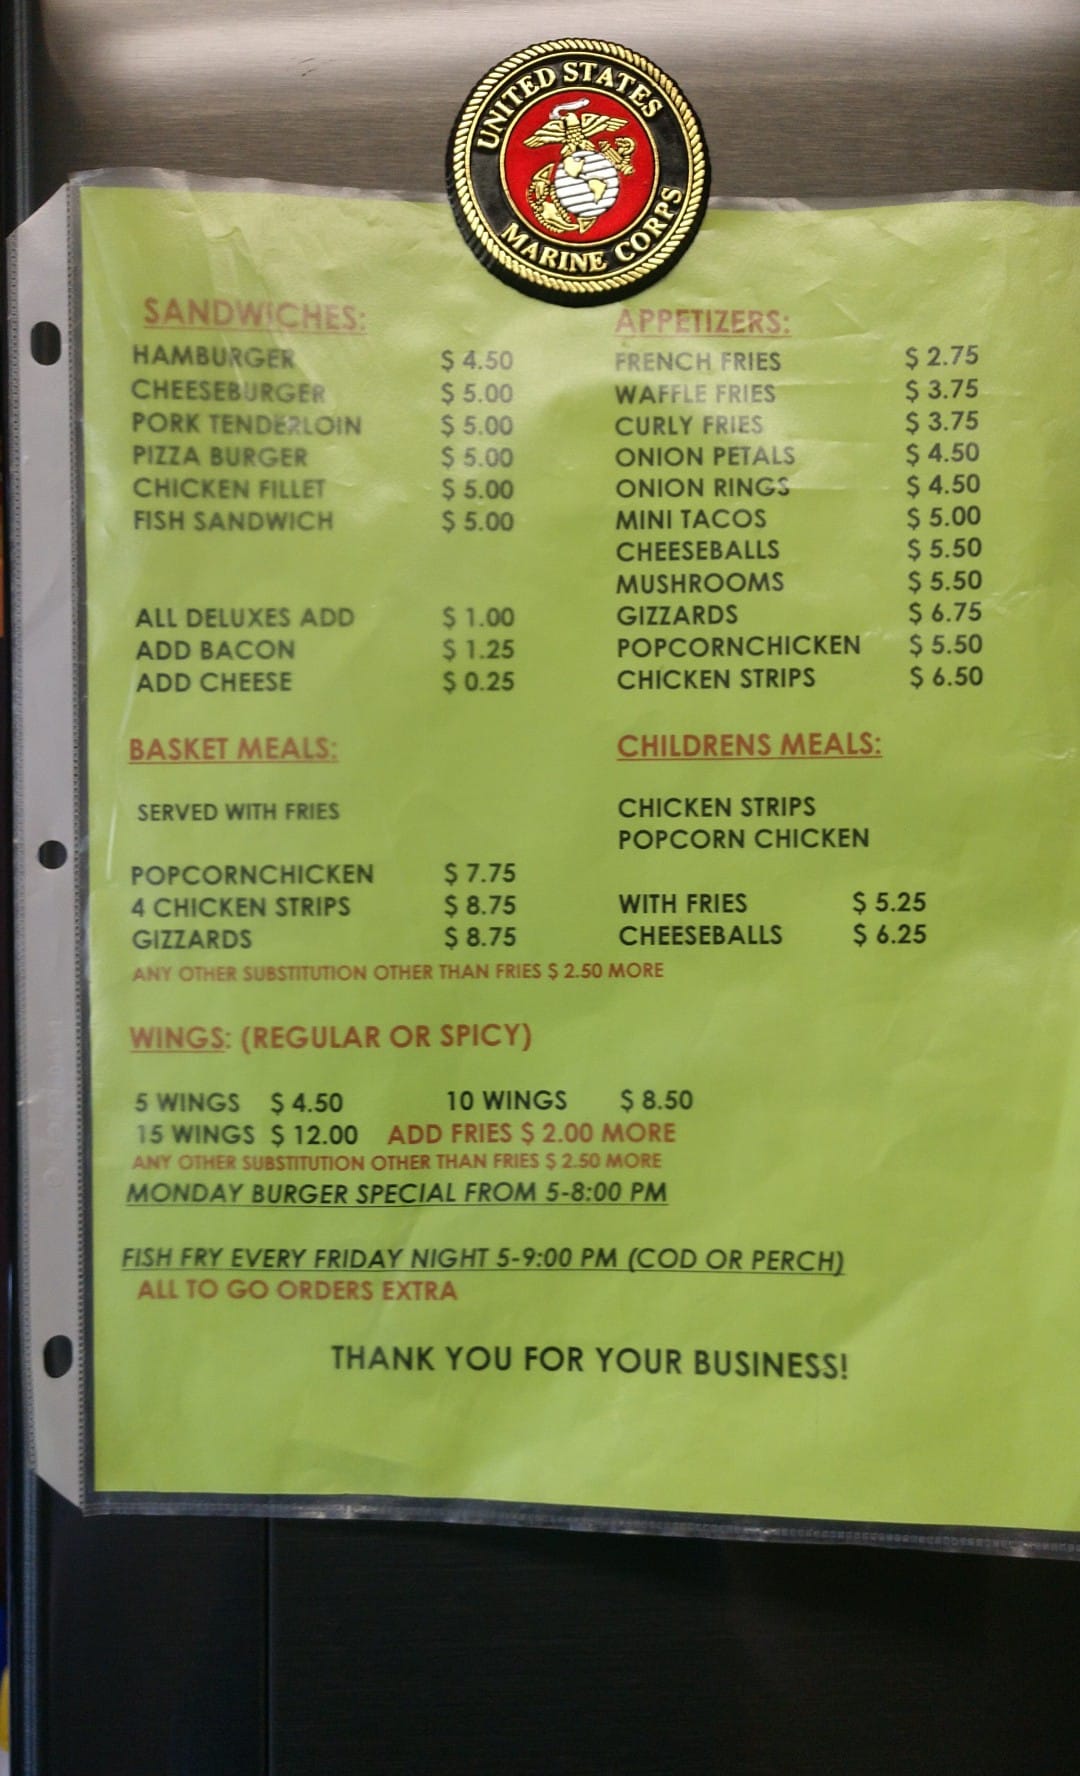 UNITED STATES
MARINE CORPS
SANDWICHES:
HAMBURGER $ 4.50
CHEESEBURGER $ 5.00
PORK TENDERLOIN $ 5.00
PIZZA BURGER $ 5.00
CHICKEN FILLET $ 5.00
FISH SANDWICH $ 5.00
ALL DELUXES ADD $ 1.00
ADD BACON $ 1.25
ADD CHEESE $ 0.25
APPETIZERS:
FRENCH FRIES $ 2.75
WAFFLE FRIES $ 3.75
CURLY FRIES $ 3.75
ONION PETALS $ 4.50
ONION RINGS $ 4.50
MINI TACOS $ 5.00
CHEESEBALLS $ 5.50
MUSHROOMS $ 5.50
GIZZARDS $ 6.75
POPCORNCHICKEN $ 5.50
CHICKEN STRIPS $ 6.50
BASKET MEALS:
SERVED WITH FRIES
POPCORNCHICKEN $ 7.75
4 CHICKEN STRIPS $ 8.75
GIZZARDS $ 8.75
ANY OTHER SUBSTITUTION OTHER THAN FRIES $ 2.50 MORE
CHILDRENS MEALS:
CHICKEN STRIPS
POPCORN CHICKEN
WITH FRIES $ 5.25
CHEESEBALLS $ 6.25
WINGS: (REGULAR OR SPICY)
5 WINGS $ 4.50 10 WINGS $ 8.50
15 WINGS $ 12.00 ADD FRIES $ 2.00 MORE
ANY OTHER SUBSTITUTION OTHER THAN FRIES $ 2.50 MORE
MONDAY BURGER SPECIAL FROM 5-8:00 PM
FISH FRY EVERY FRIDAY NIGHT 5-9:00 PM (COD OR PERCH)
ALL TO GO ORDERS EXTRA
THANK YOU FOR YOUR BUSINESS!